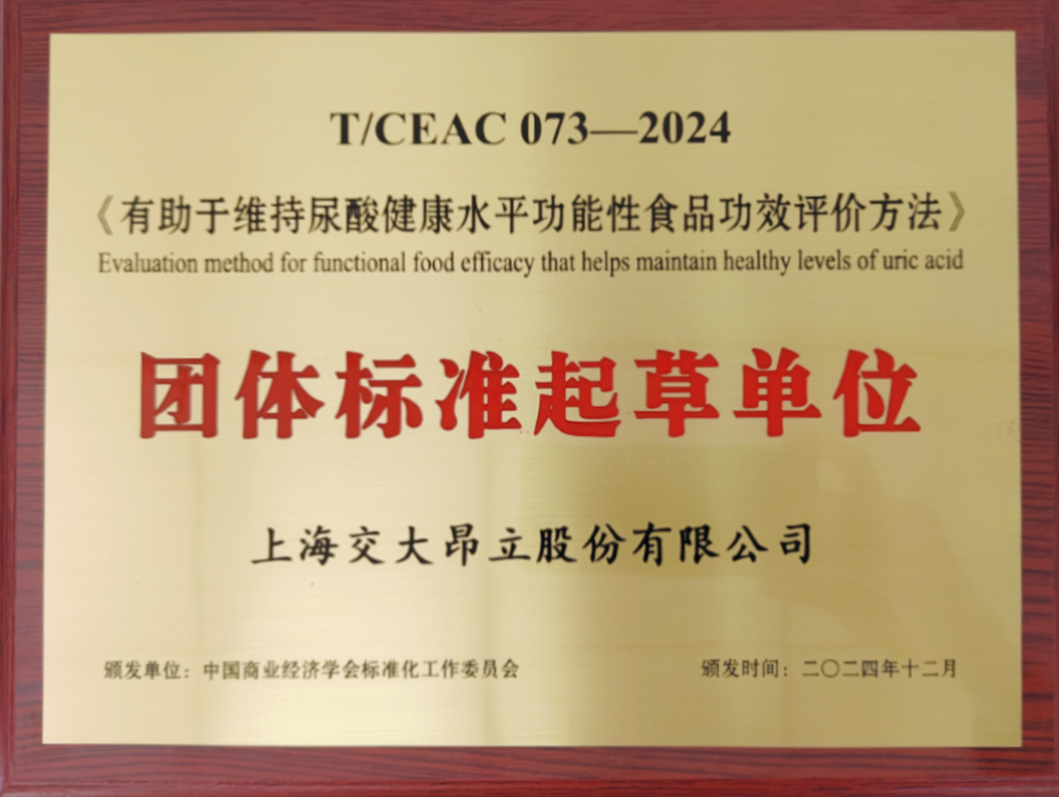 T/CEAC 073—2024
《有助于维持尿酸健康水平功能性食品功效评价方法》
Evaluation method for functional food efficacy that helps maintain healthy levels of uric acid
团体标准起草单位
上海交大昂立股份有限公司
颁发单位：中国商业经济学会标准化工作委员会 颁发时间：二〇二四年十二月